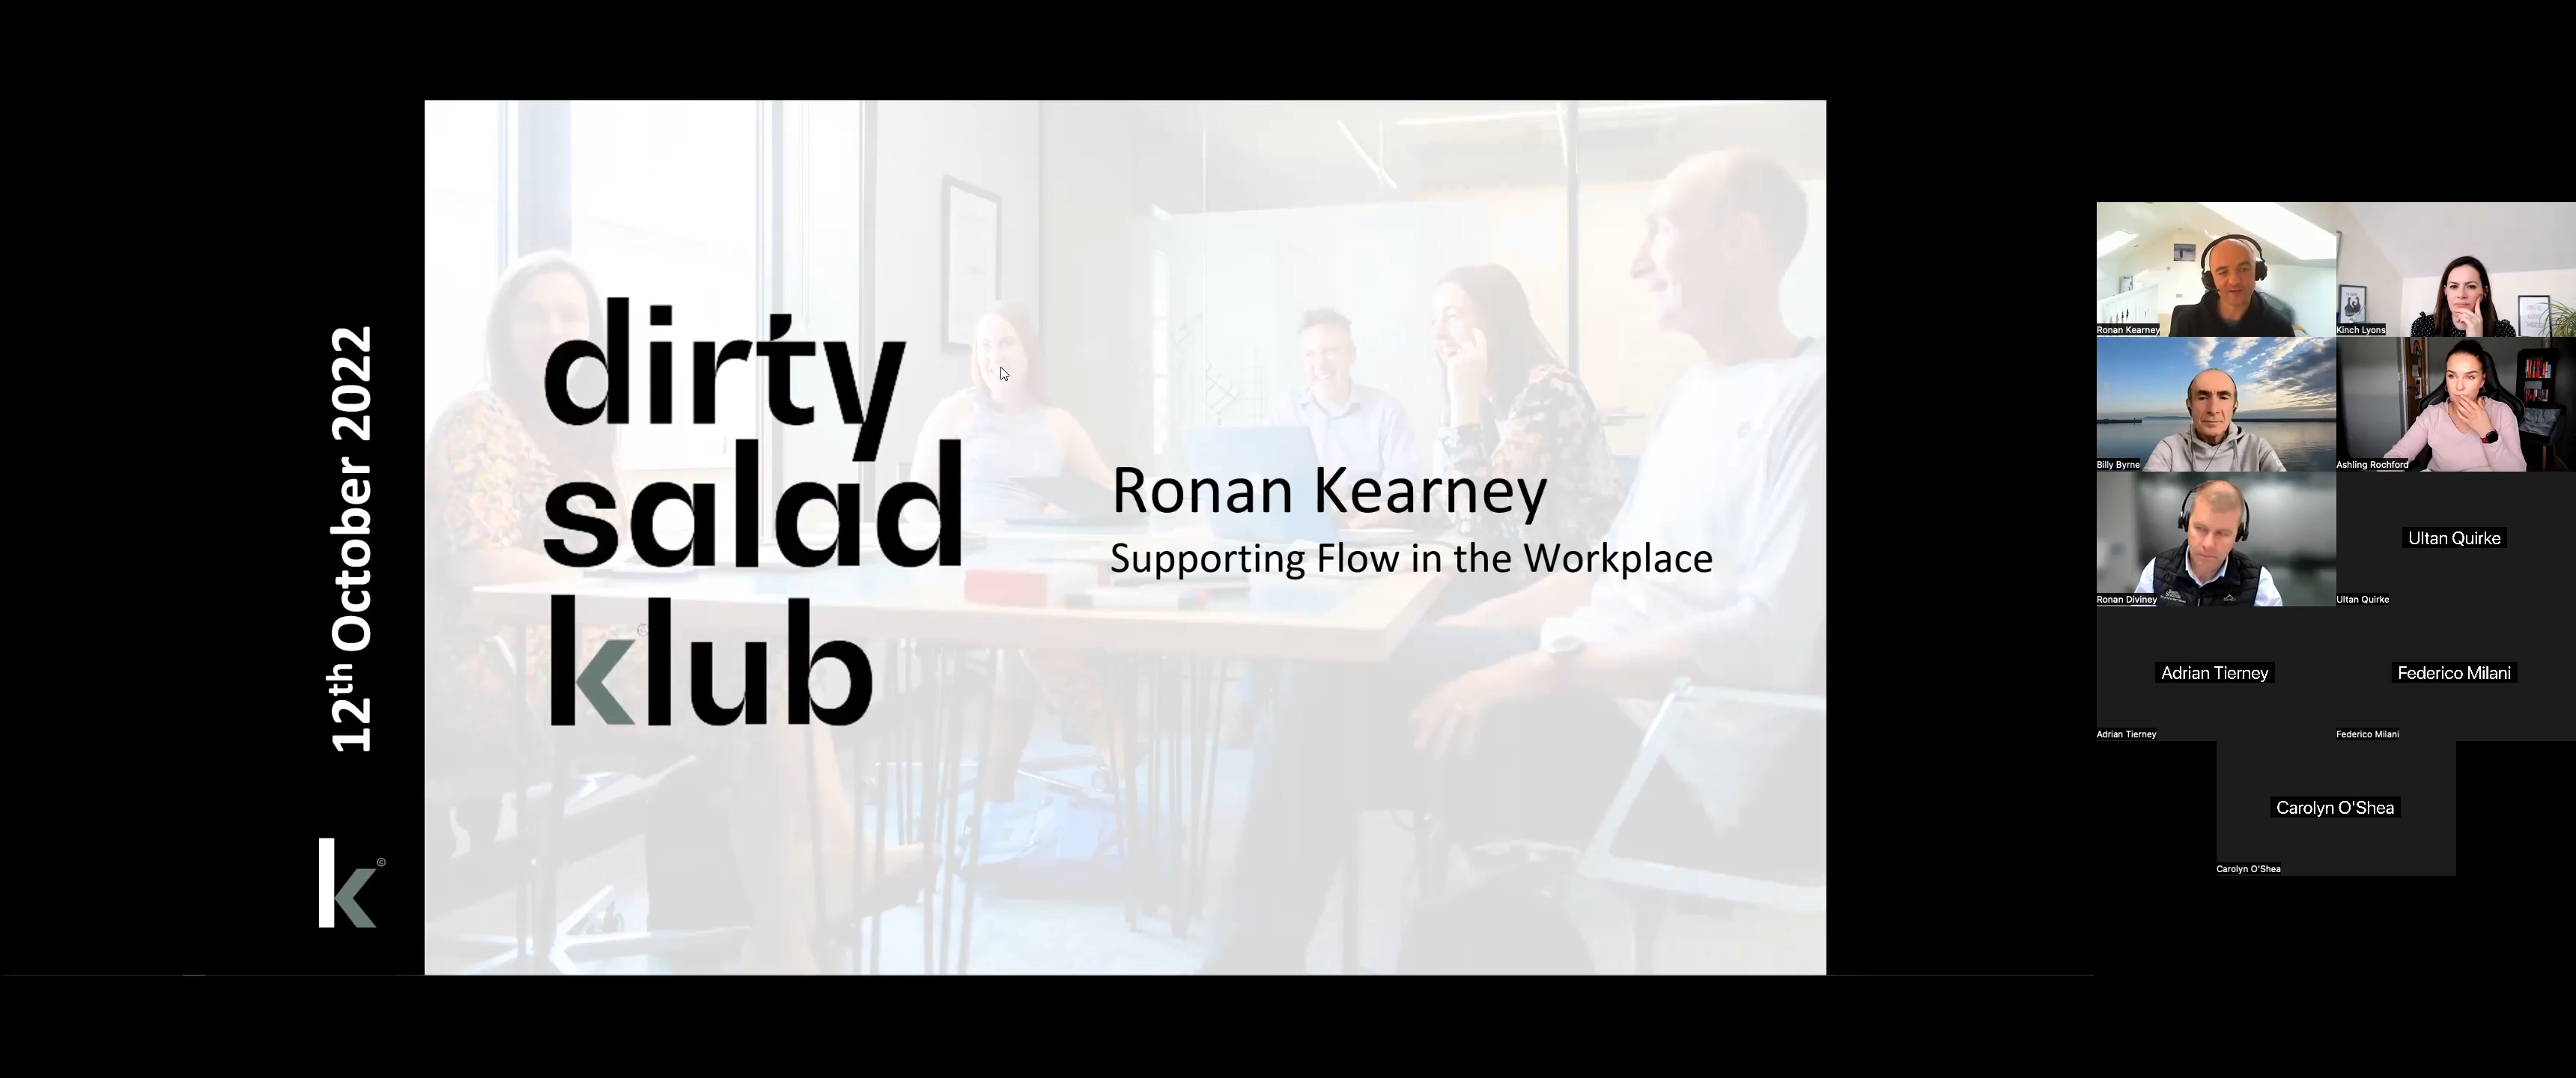 12th October 2022
k©
dirty
salad
klub
Ronan Kearney
Supporting Flow in the Workplace
Ronan Kearney
Kinch Lyons
Billy Byrne
Ashling Rochford
Ronan Diviney
Ultan Quirke
Ultan Quirke
Adrian Tierney
Adrian Tierney
Federico Milani
Federico Milani
Carolyn O'Shea
Carolyn O'Shea